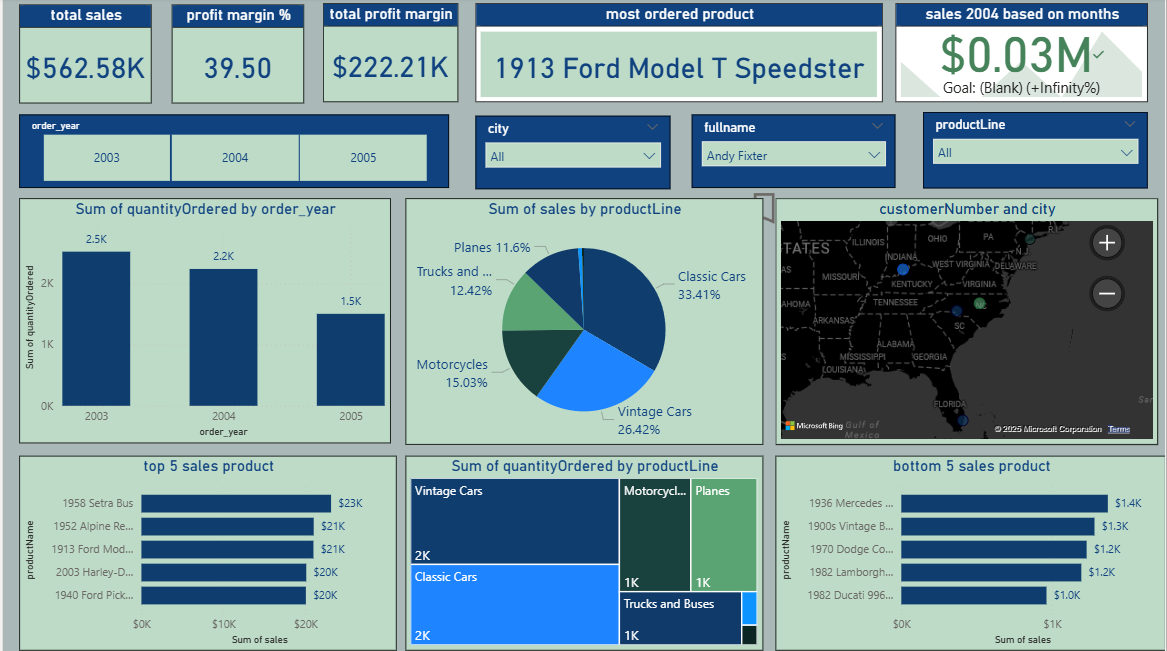 total sales
$562.58K
profit margin %
39.50
total profit margin
$222.21K
most ordered product
1913 Ford Model T Speedster
sales 2004 based on months
$0.03M
Goal: (Blank) (+Infinity%)
order_year
2003
2004
2005
city
All
fullname
Andy Fixter
productLine
All
Sum of quantityOrdered by order_year
Sum of quantityOrdered
2K
1K
0K
2.5K
2.2K
1.5K
2003
2004
2005
order_year
Sum of sales by productLine
Planes 11.6%
Trucks and ...
12.42%
Motorcycles
15.03%
Classic Cars
33.41%
Vintage Cars
26.42%
customerNumber and city
TATES
ILLINOIS
OHIO
PA
R.I.
N.J.
INDIANA
WEST VIRGINIA
DELAWARE
MISSOURI
KENTUCKY
VIRGINIA
AHOMA
TENNESSEE
NC
ARKANSAS
SC
ALABAMA
MISSISSIPPI
GEORGIA
LOUISIANA
FLORIDA
Gulf of
Mexico
Sar
Microsoft Bing
© 2025 Microsoft Corporation Terms
top 5 sales product
productName
1958 Setra Bus
$23K
1952 Alpine Re...
$21K
1913 Ford Mod...
$21K
2003 Harley-D...
$20K
1940 Ford Pick...
$20K
$0K
$10K
$20K
Sum of sales
Sum of quantityOrdered by productLine
Vintage Cars
2K
Classic Cars
2K
Motorcycl...
1K
Planes
1K
Trucks and Buses
1K
bottom 5 sales product
productName
1936 Mercedes ...
$1.4K
1900s Vintage B...
$1.3K
1970 Dodge Co...
$1.2K
1982 Lamborgh...
$1.2K
1982 Ducati 996...
$1.0K
$0K
$1K
Sum of sales